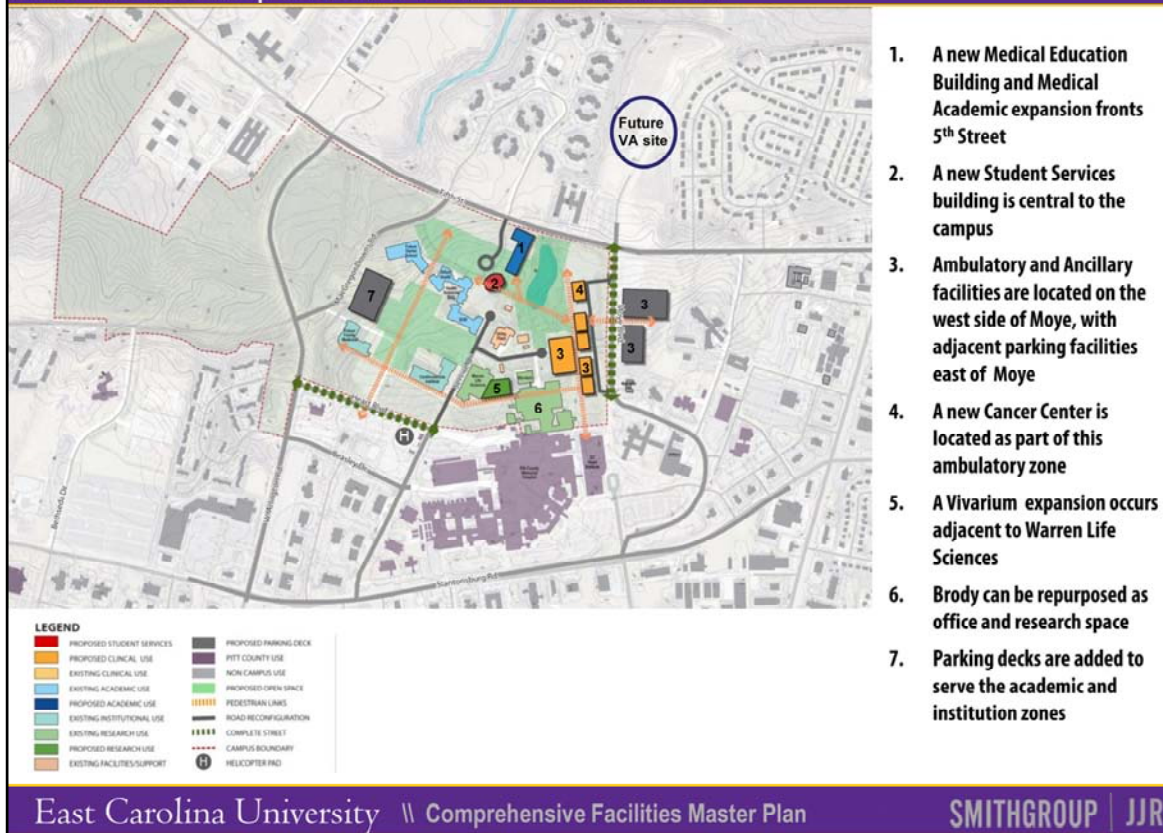 1. A new Medical Education
Building and Medical
Academic expansion fronts
5th Street
2. A new Student Services
building is central to the
campus
3. Ambulatory and Ancillary
facilities are located on the
west side of Moye, with
adjacent parking facilities
east of Moye
4. A new Cancer Center is
located as part of this
ambulatory zone
5. A Vivarium expansion occurs
adjacent to Warren Life
Sciences
6. Brody can be repurposed as
office and research space
7. Parking decks are added to
serve the academic and
institution zones
Future
VA site
1
2
3
3
3
3
4
5
6
7
H
Stantonsburg Rd
LEGEND
PROPOSED STUDENT SERVICES
PROPOSED CLINCAL USE
EXISTING CLINICAL USE
EXISTING ACADEMIC USE
PROPOSED ACADEMIC USE
EXISTING INSTITUTIONAL USE
EXISTING RESEARCH USE
PROPOSED RESEARCH USE
EXISTING FACILITIES/SUPPORT
PROPOSED PARKING DECK
PITT COUNTY USE
NON CAMPUS USE
PROPOSED OPEN SPACE
PEDESTRIAN LINKS
ROAD RECONFIGURATION
COMPLETE STREET
CAMPUS BOUNDARY
H HELICOPTER PAD
East Carolina University \\ Comprehensive Facilities Master Plan
SMITHGROUP | JJR